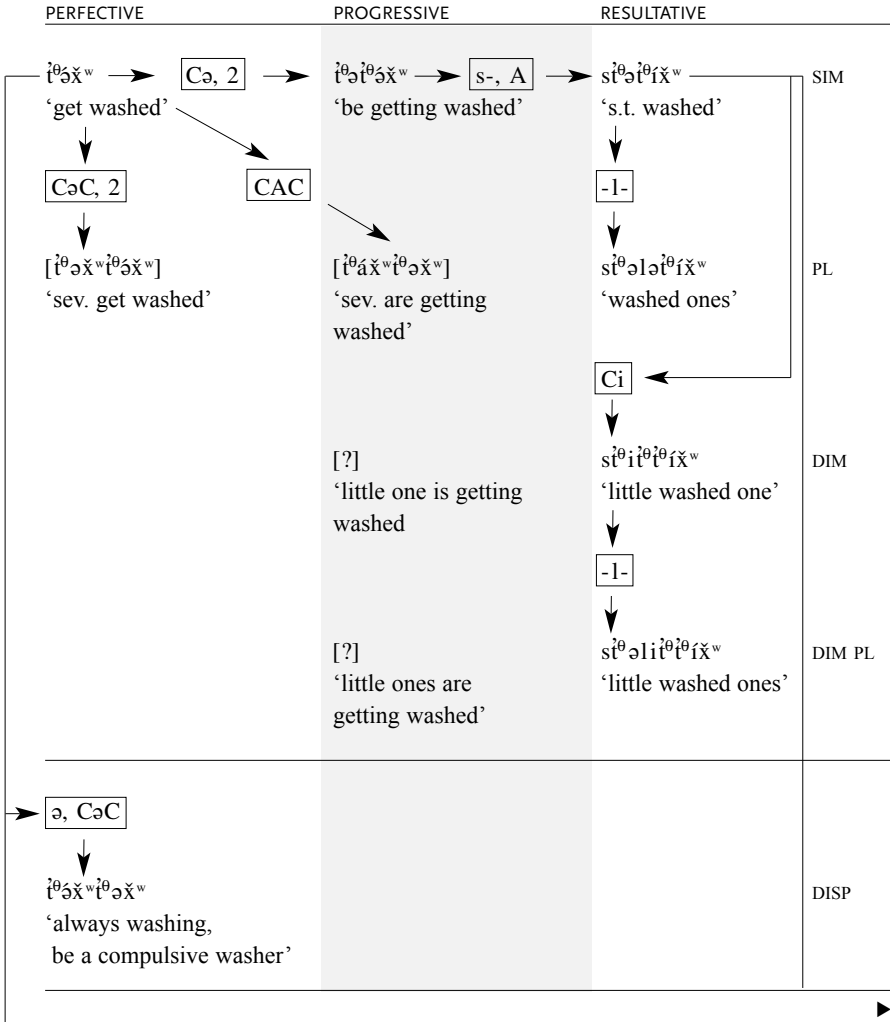 PERFECTIVE PROGRESSIVE RESULTATIVE
t̓ᶿə́x̌ʷ Cə, 2 t̓ᶿət̓ᶿə́x̌ʷ s-, A st̓ᶿət̓ᶿíx̌ʷ SIM
‘get washed’ ‘be getting washed’ ‘s.t. washed’
CəC, 2 CAC -l-
[t̓ᶿəx̌ʷt̓ᶿə́x̌ʷ] [t̓ᶿáx̌ʷt̓ᶿəx̌ʷ] st̓ᶿələt̓ᶿíx̌ʷ PL
‘sev. get washed’ ‘sev. are getting ‘washed ones’
washed’
Ci
[?] st̓ᶿit̓ᶿt̓ᶿíx̌ʷ DIM
‘little one is getting ‘little washed one’
washed
-l-
[?] st̓ᶿəlit̓ᶿt̓ᶿíx̌ʷ DIM PL
‘little ones are ‘little washed ones’
getting washed’
ə, CəC
t̓ᶿə́x̌ʷt̓ᶿəx̌ʷ DISP
‘always washing,
be a compulsive washer’